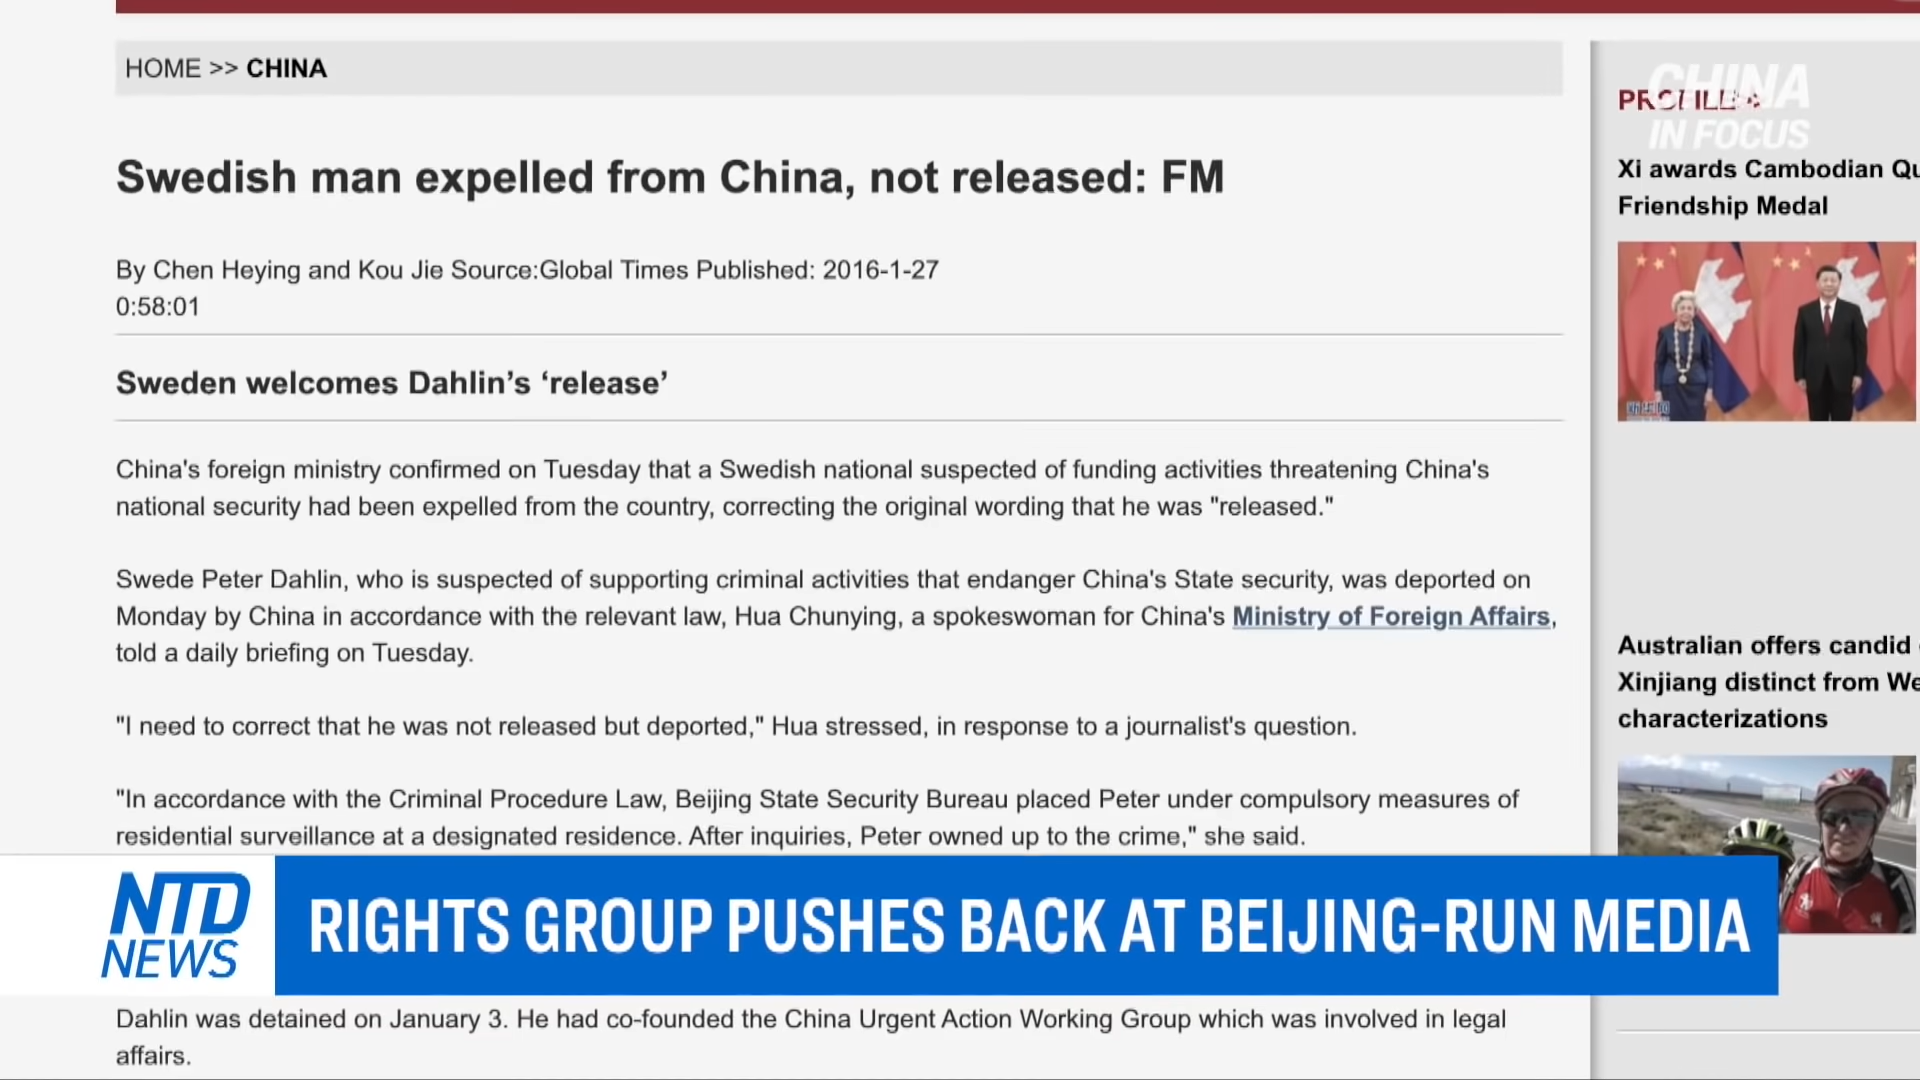 HOME >> CHINA
Swedish man expelled from China, not released: FM
By Chen Heying and Kou Jie Source:Global Times Published: 2016-1-27
0:58:01
Sweden welcomes Dahlin’s ‘release’
China's foreign ministry confirmed on Tuesday that a Swedish national suspected of funding activities threatening China's
national security had been expelled from the country, correcting the original wording that he was "released."
Swede Peter Dahlin, who is suspected of supporting criminal activities that endanger China's State security, was deported on
Monday by China in accordance with the relevant law, Hua Chunying, a spokeswoman for China's Ministry of Foreign Affairs,
told a daily briefing on Tuesday.
"I need to correct that he was not released but deported," Hua stressed, in response to a journalist's question.
"In accordance with the Criminal Procedure Law, Beijing State Security Bureau placed Peter under compulsory measures of
residential surveillance at a designated residence. After inquiries, Peter owned up to the crime," she said.
Dahlin was detained on January 3. He had co-founded the China Urgent Action Working Group which was involved in legal
affairs.
PROFILE
CHINA
IN FOCUS
Xi awards Cambodian
Friendship Medal
Australian offers candid
Xinjiang distinct from
characterizations
NTD
NEWS
RIGHTS GROUP PUSHES BACK AT BEIJING-RUN MEDIA